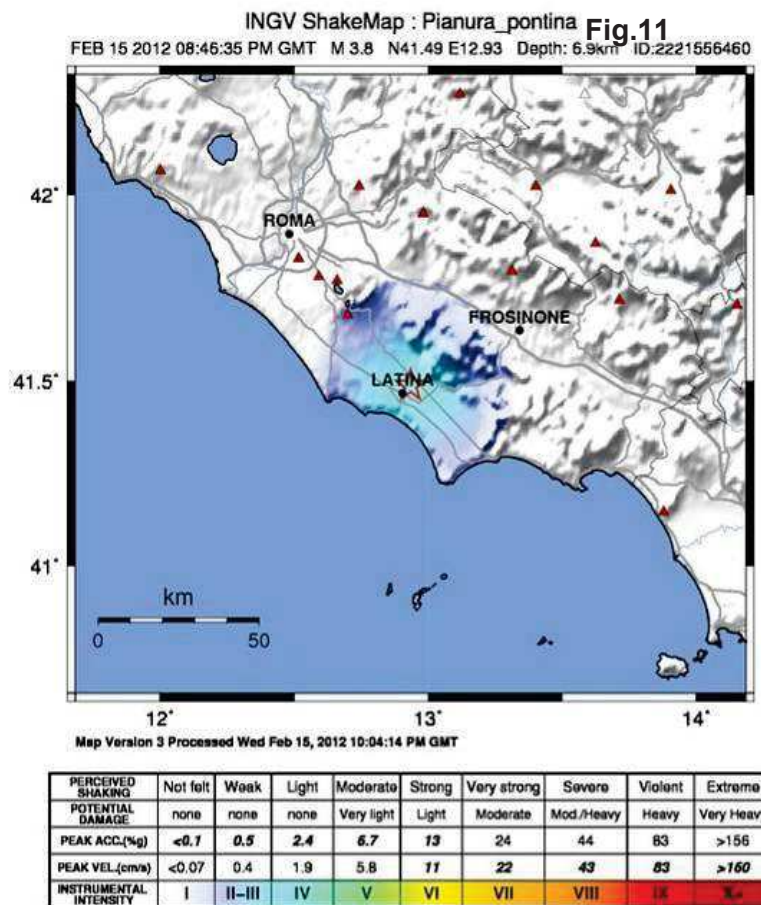 INGV ShakeMap : Pianura_pontina Fig.11
FEB 15 2012 08:46:35 PM GMT M 3.8 N41.49 E12.93 Depth: 6.9km ID:2221556460
42°
ROMA
FROSINONE
41.5°
LATINA
41°
km
0 50
12° 13° 14°
Map Version 3 Processed Wed Feb 15, 2012 10:04:14 PM GMT
PERCEIVED SHAKING Not felt Weak Light Moderate Strong Very strong Severe Violent Extreme
POTENTIAL DAMAGE none none none Very light Light Moderate Mod./Heavy Heavy Very Heavy
PEAK ACC.(%g) <0.1 0.5 2.4 6.7 13 24 44 83 >156
PEAK VEL.(cm/s) <0.07 0.4 1.9 5.8 11 22 43 83 >160
INSTRUMENTAL INTENSITY I II-III IV V VI VII VIII IX X+